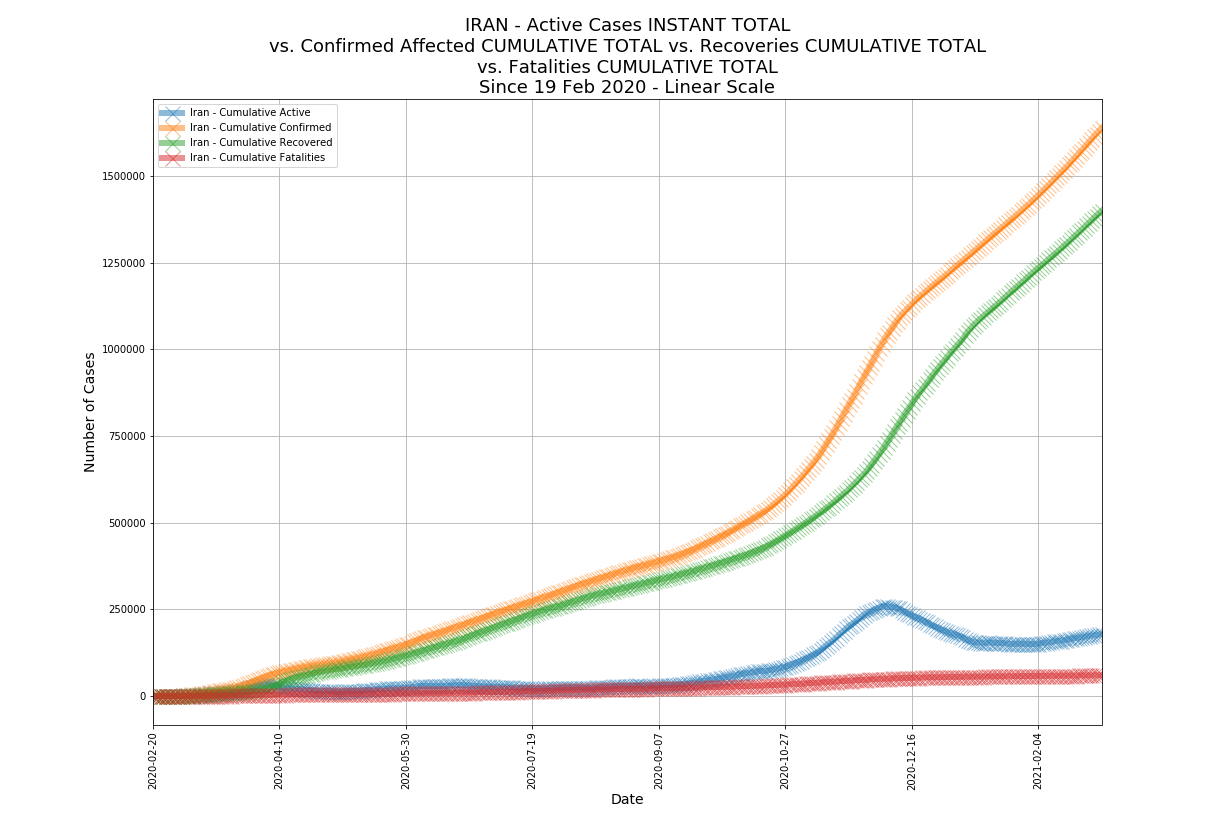 IRAN - Active Cases INSTANT TOTAL
vs. Confirmed Affected CUMULATIVE TOTAL vs. Recoveries CUMULATIVE TOTAL
vs. Fatalities CUMULATIVE TOTAL
Since 19 Feb 2020 - Linear Scale
Iran - Cumulative Active
Iran - Cumulative Confirmed
Iran - Cumulative Recovered
Iran - Cumulative Fatalities
Number of Cases
1500000
1250000
1000000
750000
500000
250000
0
2020-02-20
2020-04-10
2020-05-30
2020-07-19
2020-09-07
2020-10-27
2020-12-16
2021-02-04
Date